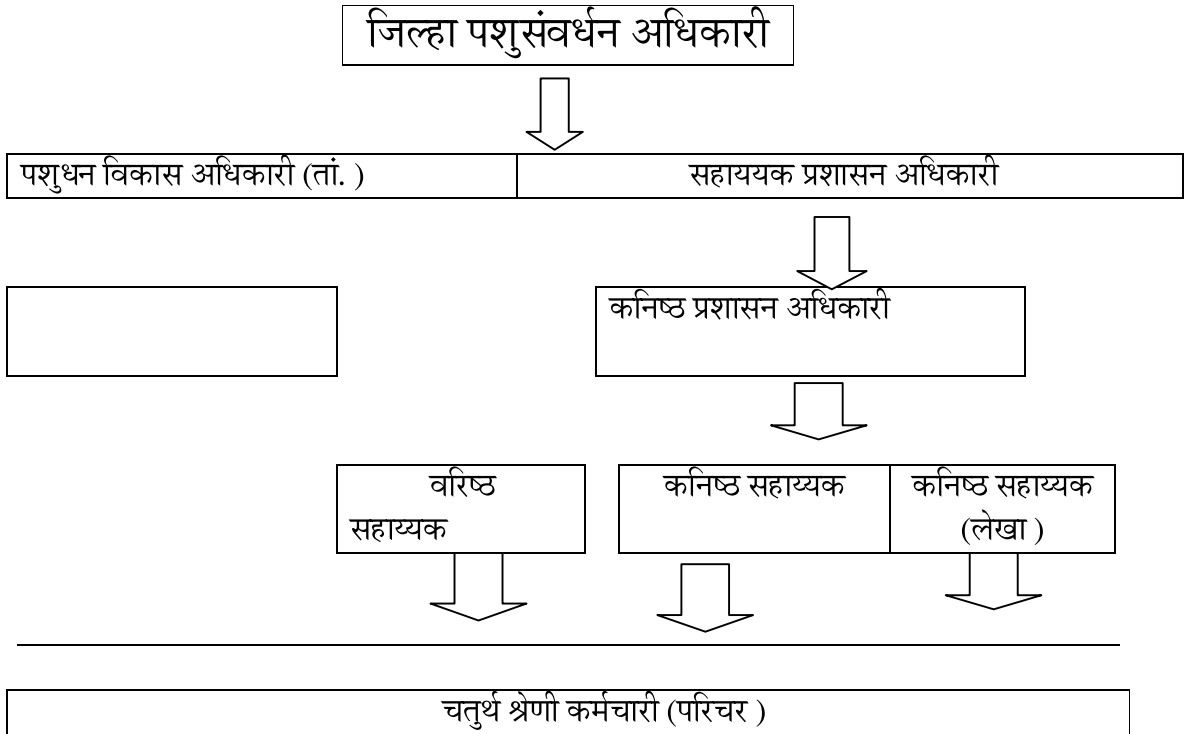 जिल्हा पशुसंवर्धन अधिकारी
पशुधन विकास अधिकारी (तां. )
सहाययक प्रशासन अधिकारी
कनिष्ठ प्रशासन अधिकारी
वरिष्ठ
सहाय्यक
कनिष्ठ सहाय्यक
कनिष्ठ सहाय्यक
(लेखा )
चतुर्थ श्रेणी कर्मचारी (परिचर )